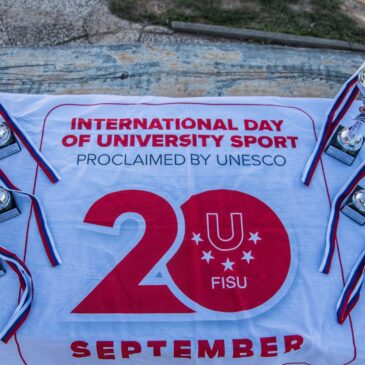 INTERNATIONAL DAY
OF UNIVERSITY SPORT
PROCLAIMED BY UNESCO
20
U
FISU
SEPTEMBER